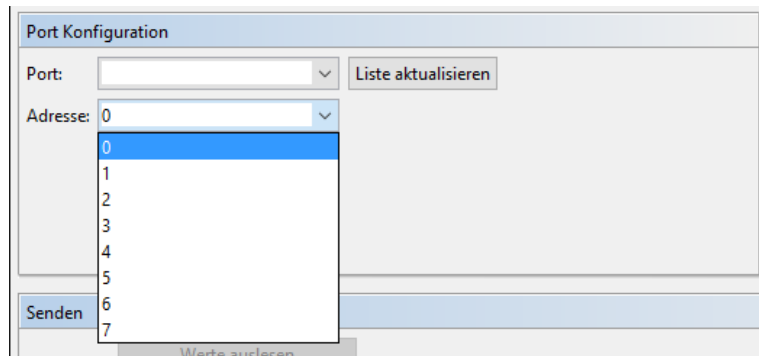 Port Konfiguration
Port: Liste aktualisieren
Adresse: 0
0
1
2
3
4
5
6
7
Senden
Werte auslesen